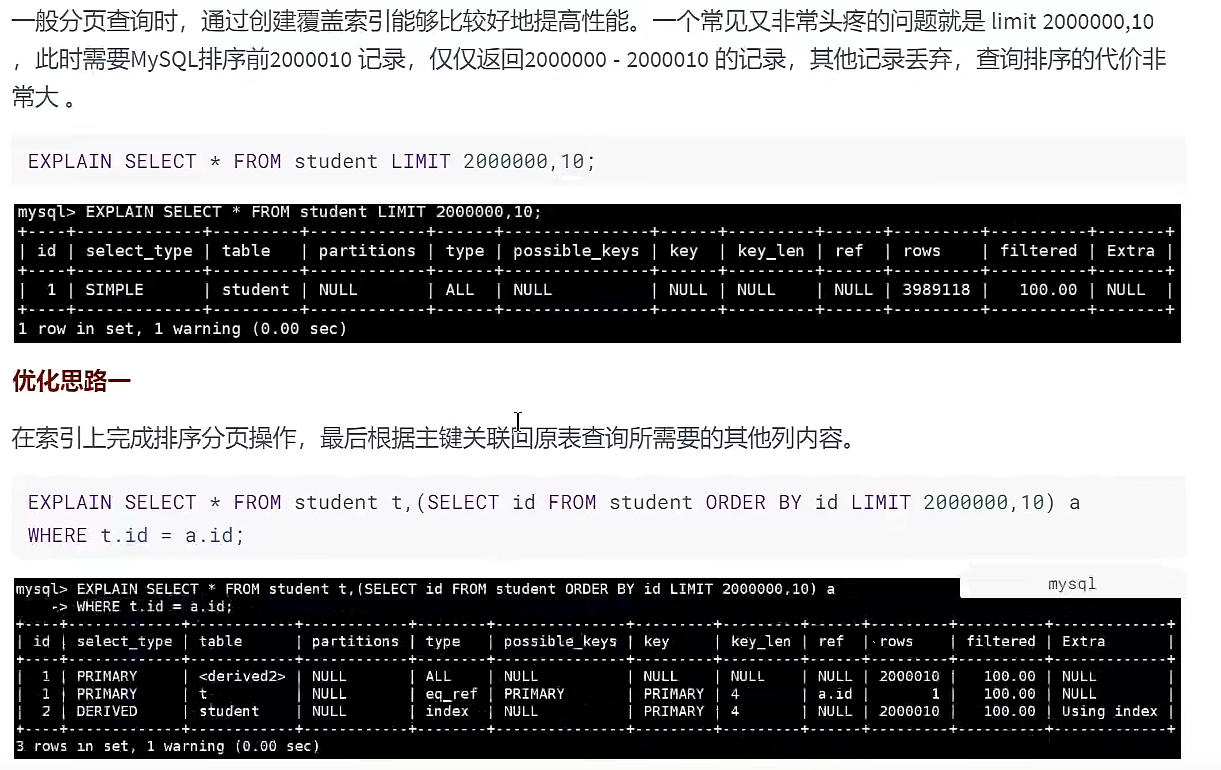 一般分页查询时，通过创建覆盖索引能够比较好地提高性能。一个常见又非常头疼的问题就是 limit 2000000,10
，此时需要MySQL排序前2000010 记录，仅仅返回2000000 - 2000010 的记录，其他记录丢弃，查询排序的代价非
常大 。
EXPLAIN SELECT * FROM student LIMIT 2000000,10;
mysql> EXPLAIN SELECT * FROM student LIMIT 2000000,10;
+----+-------------+---------+------------+------+---------------+------+---------+------+---------+----------+-------+
| id | select_type | table   | partitions | type | possible_keys | key  | key_len | ref  | rows    | filtered | Extra |
+----+-------------+---------+------------+------+---------------+------+---------+------+---------+----------+-------+
|  1 | SIMPLE      | student | NULL       | ALL  | NULL          | NULL | NULL    | NULL | 3989118 |   100.00 | NULL  |
+----+-------------+---------+------------+------+---------------+------+---------+------+---------+----------+-------+
1 row in set, 1 warning (0.00 sec)
优化思路一
在索引上完成排序分页操作，最后根据主键关联回原表查询所需要的其他列内容。
EXPLAIN SELECT * FROM student t,(SELECT id FROM student ORDER BY id LIMIT 2000000,10) a
WHERE t.id = a.id;
mysql
mysql> EXPLAIN SELECT * FROM student t,(SELECT id FROM student ORDER BY id LIMIT 2000000,10) a
    -> WHERE t.id = a.id;
+----+-------------+------------+------------+--------+---------------+---------+---------+------+---------+----------+-------------+
| id | select_type | table      | partitions | type   | possible_keys | key     | key_len | ref  | rows    | filtered | Extra       |
+----+-------------+------------+------------+--------+---------------+---------+---------+------+---------+----------+-------------+
|  1 | PRIMARY     | <derived2> | NULL       | ALL    | NULL          | NULL    | NULL    | NULL | 2000010 |   100.00 | NULL        |
|  1 | PRIMARY     | t          | NULL       | eq_ref | PRIMARY       | PRIMARY | 4       | a.id |       1 |   100.00 | NULL        |
|  2 | DERIVED     | student    | NULL       | index  | NULL          | PRIMARY | 4       | NULL | 2000010 |   100.00 | Using index |
+----+-------------+------------+------------+--------+---------------+---------+---------+------+---------+----------+-------------+
3 rows in set, 1 warning (0.00 sec)